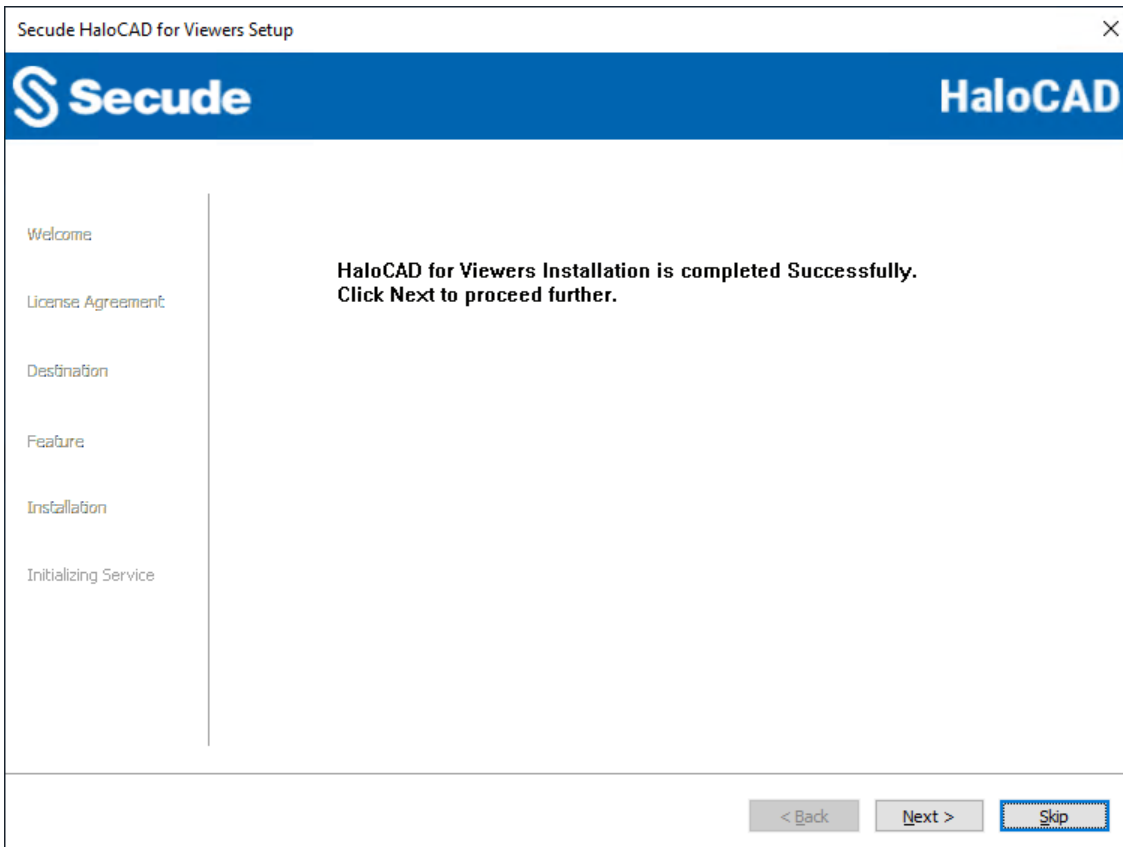 Secude HaloCAD for Viewers Setup
Secude
HaloCAD
Welcome
License Agreement
Destination
Feature
Installation
Initializing Service
HaloCAD for Viewers Installation is completed Successfully.
Click Next to proceed further.
< Back
Next >
Skip